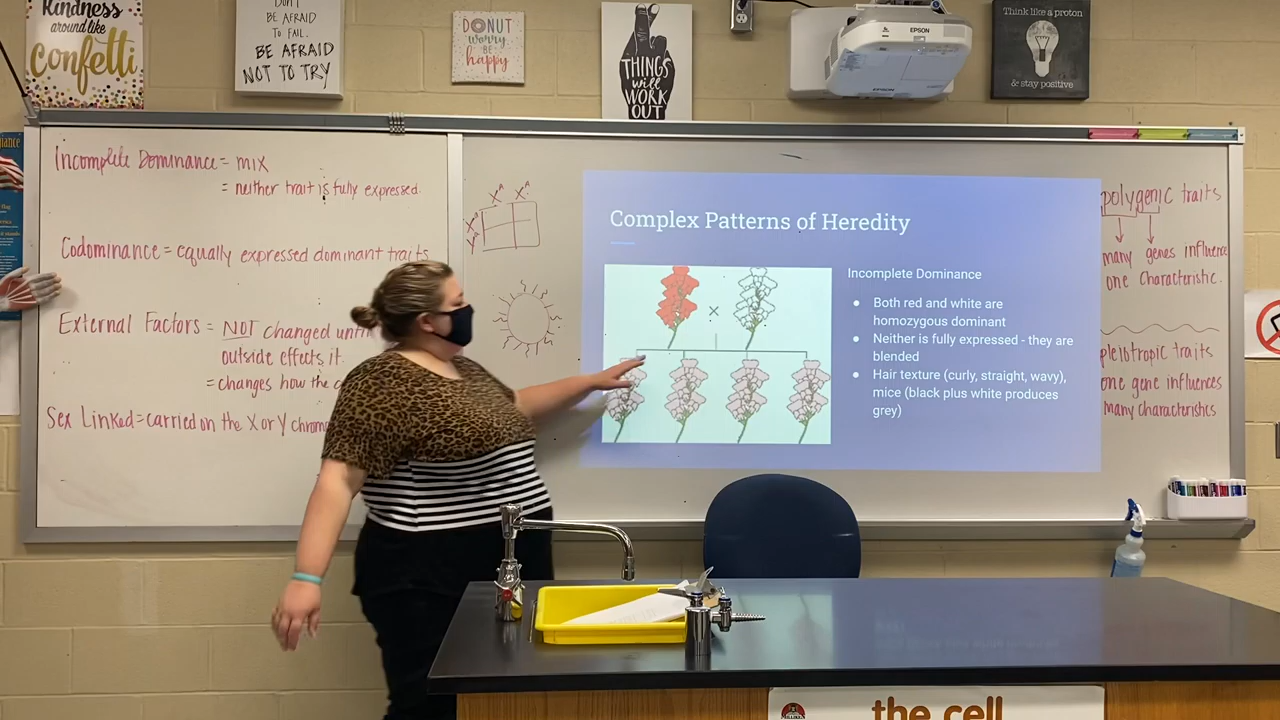 Kindness
around like
confetti
DON'T
BE AFRAID
TO FAIL.
BE AFRAID
NOT TO TRY
DONUT
worry
BE
happy
THINGS
will
WORK
OUT
EPSON
EPSON
Think like a proton
& stay positive
Incomplete Dominance = mix
= neither trait is fully expressed
Codominance = equally expressed dominant traits
External Factors = NOT changed until
outside effects it.
= changes how the
Sex Linked = carried on the X or Y chrom
Complex Patterns of Heredity
×
Incomplete Dominance
● Both red and white are
homozygous dominant
● Neither is fully expressed - they are
blended
● Hair texture (curly, straight, wavy),
mice (black plus white produces
grey)
polygenic traits
many genes influence
one characteristic.
pleiotropic traits
one gene influences
many characteristics
the cell